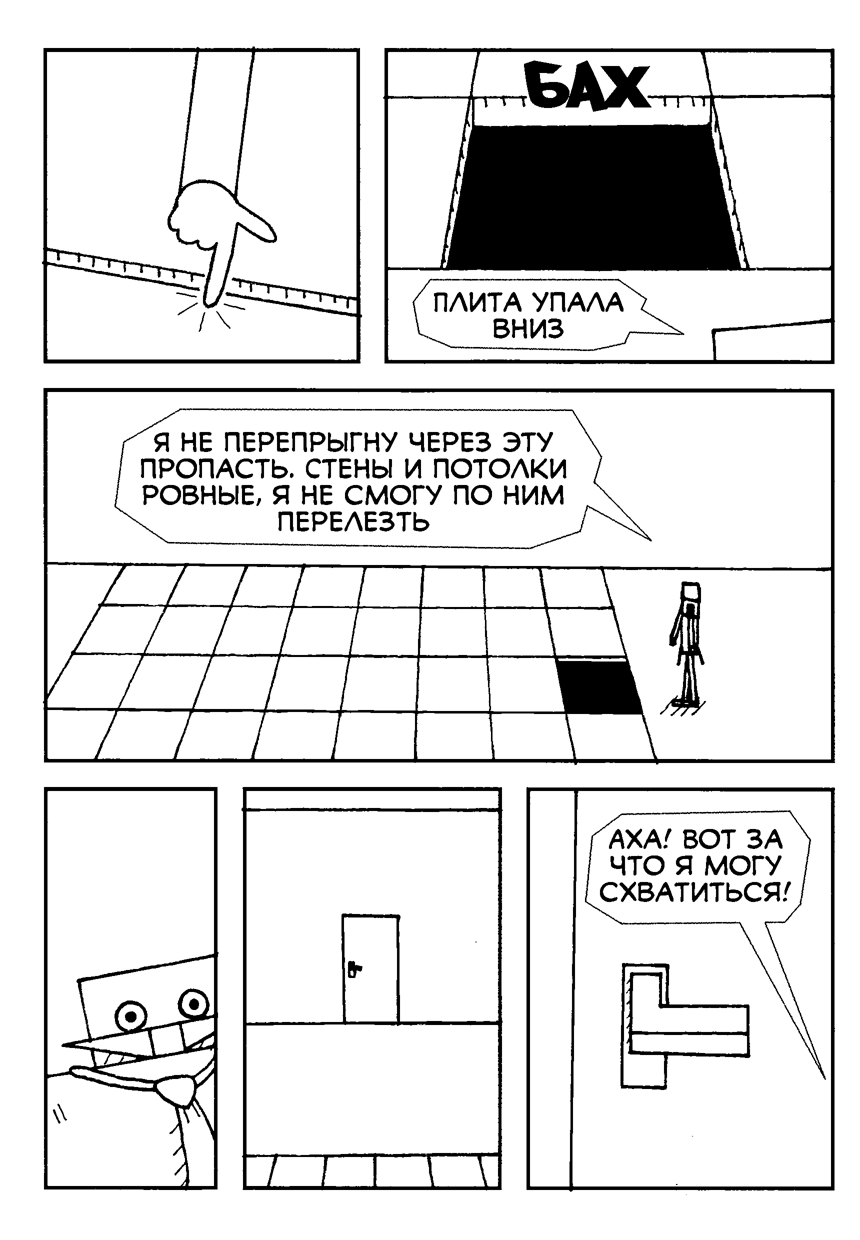 БАХ
ПЛИТА УПАЛА
ВНИЗ
Я НЕ ПЕРЕПРЫГНУ ЧЕРЕЗ ЭТУ
ПРОПАСТЬ. СТЕНЫ И ПОТОЛКИ
РОВНЫЕ, Я НЕ СМОГУ ПО НИМ
ПЕРЕЛЕЗТЬ
АХА! ВОТ ЗА
ЧТО Я МОГУ
СХВАТИТЬСЯ!